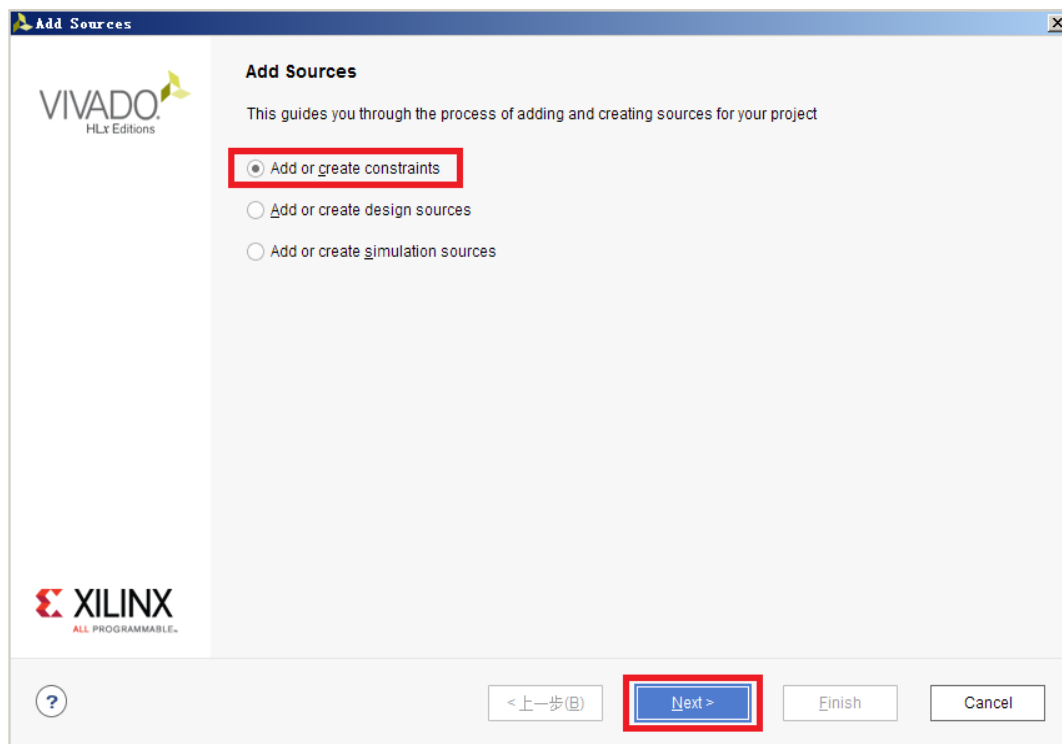 Add Sources
VIVADO.
HLx Editions
Add Sources
This guides you through the process of adding and creating sources for your project
Add or create constraints
Add or create design sources
Add or create simulation sources
XILINX
ALL PROGRAMMABLE™
?
<上一步(B)
Next >
Finish
Cancel